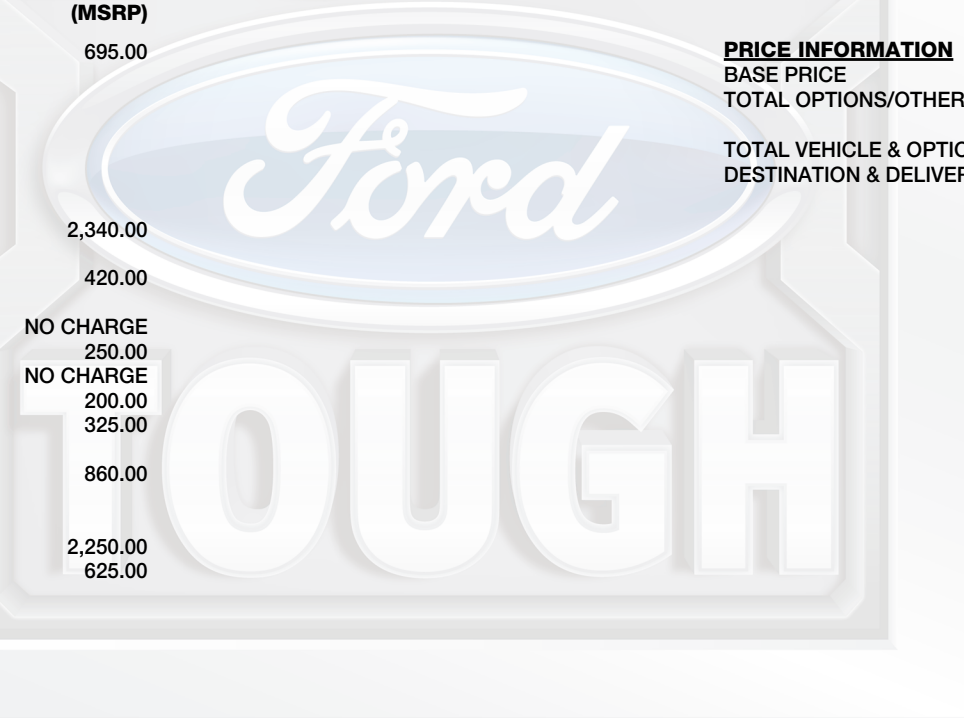 (MSRP)
695.00
2,340.00
420.00
NO CHARGE
250.00
NO CHARGE
200.00
325.00
860.00
2,250.00
625.00
PRICE INFORMATION
BASE PRICE
TOTAL OPTIONS/OTHER
TOTAL VEHICLE & OPTIO
DESTINATION & DELIVER
Ford
TOUGH